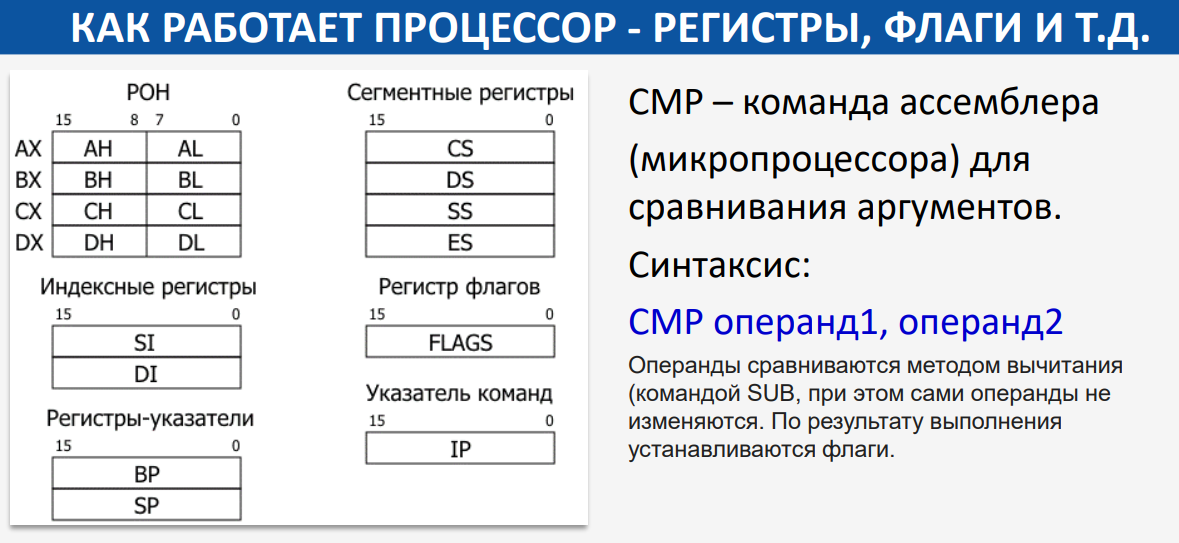 КАК РАБОТАЕТ ПРОЦЕССОР - РЕГИСТРЫ, ФЛАГИ И Т.Д.
РОН
15 8 7 0
AX AH AL
BX BH BL
CX CH CL
DX DH DL
Индексные регистры
15 0
SI
DI
Регистры-указатели
15 0
BP
SP
Сегментные регистры
15 0
CS
DS
SS
ES
Регистр флагов
15 0
FLAGS
Указатель команд
15 0
IP
CMP – команда ассемблера
(микропроцессора) для
сравнивания аргументов.
Синтаксис:
CMP операнд1, операнд2
Операнды сравниваются методом вычитания
(командой SUB, при этом сами операнды не
изменяются. По результату выполнения
устанавливаются флаги.